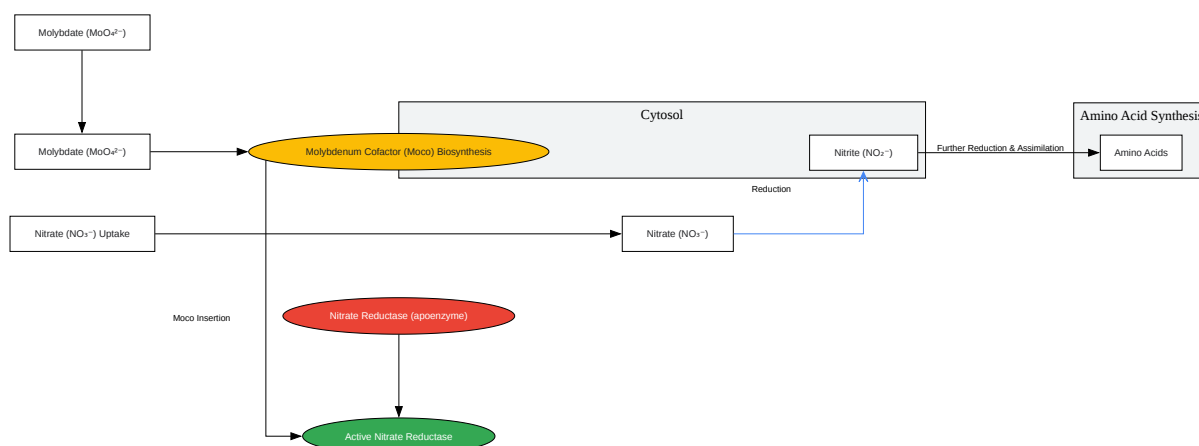 Molybdate (MoO₄²⁻)
Cytosol
Amino Acid Synthesis
Molybdate (MoO₄²⁻)
Molybdenum Cofactor (Moco) Biosynthesis
Nitrite (NO₂⁻)
Further Reduction & Assimilation
Amino Acids
Reduction
Nitrate (NO₃⁻) Uptake
Nitrate (NO₃⁻)
Moco Insertion
Nitrate Reductase (apoenzyme)
Active Nitrate Reductase